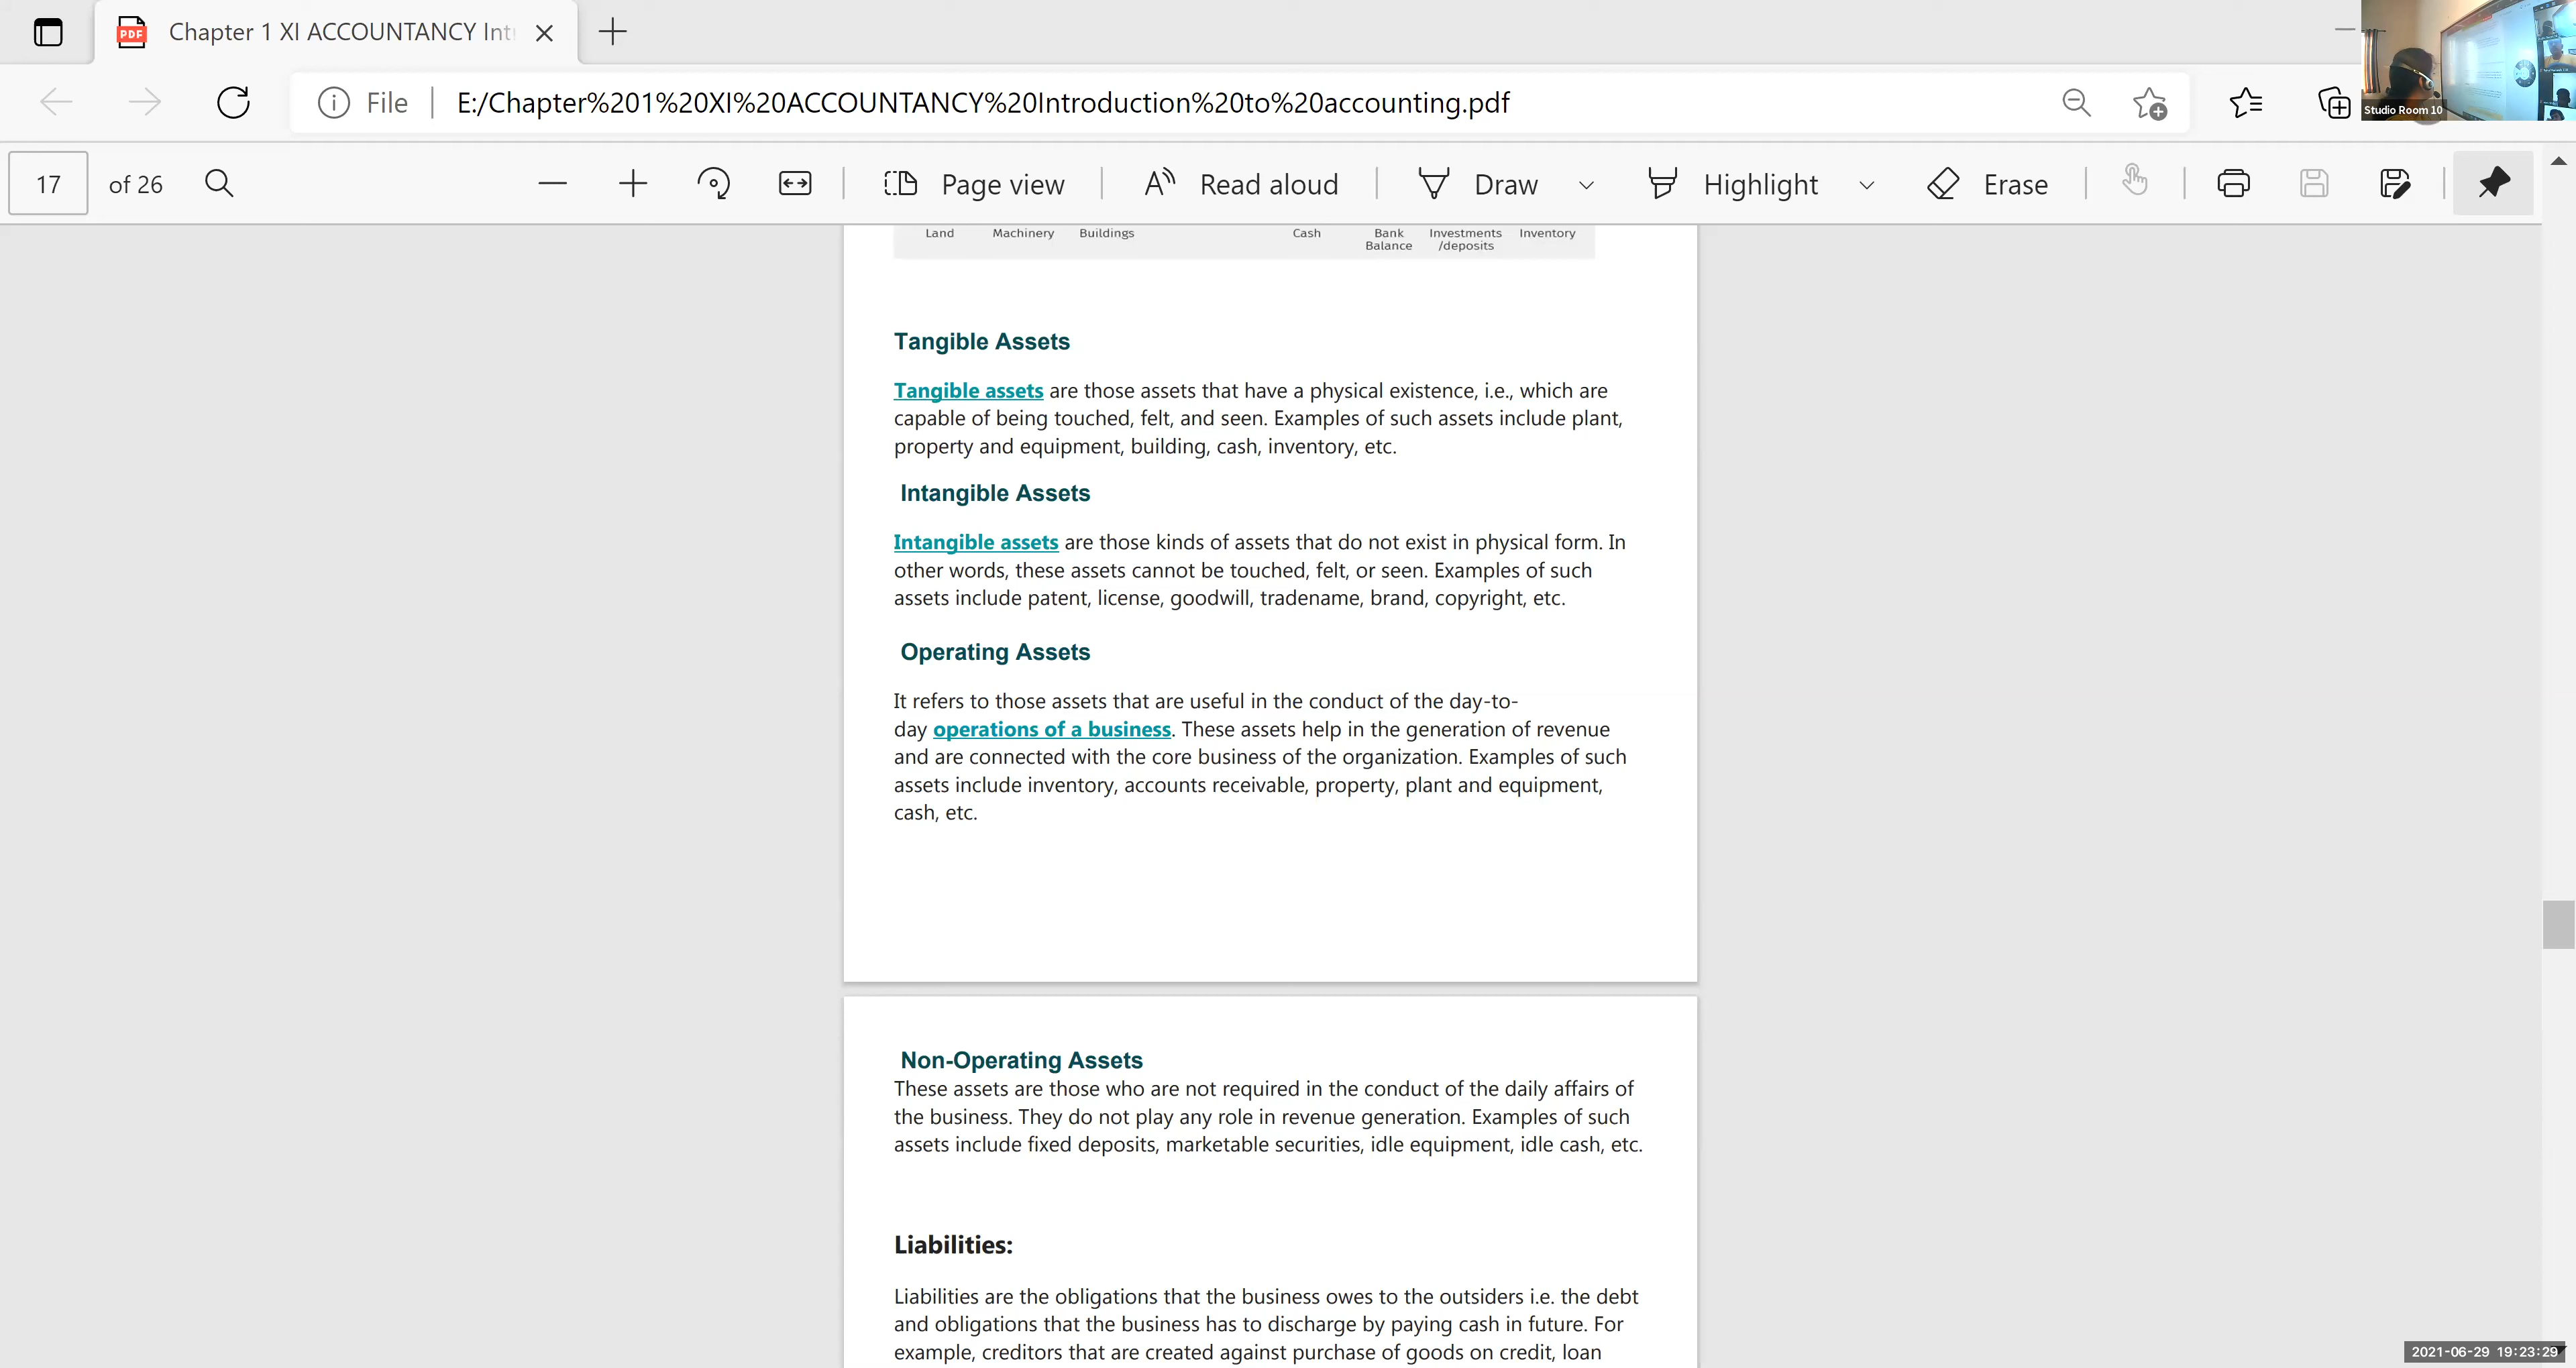 Chapter 1 XI ACCOUNTANCY Int
File
E:/Chapter%201%20XI%20ACCOUNTANCY%20Introduction%20to%20accounting.pdf
Studio Room 10
17 of 26
Page view
Read aloud
Draw
Highlight
Erase
Land Machinery Buildings Cash Bank Investments Inventory
Balance /deposits
Tangible Assets
Tangible assets are those assets that have a physical existence, i.e., which are
capable of being touched, felt, and seen. Examples of such assets include plant,
property and equipment, building, cash, inventory, etc.
Intangible Assets
Intangible assets are those kinds of assets that do not exist in physical form. In
other words, these assets cannot be touched, felt, or seen. Examples of such
assets include patent, license, goodwill, tradename, brand, copyright, etc.
Operating Assets
It refers to those assets that are useful in the conduct of the day-to-
day operations of a business. These assets help in the generation of revenue
and are connected with the core business of the organization. Examples of such
assets include inventory, accounts receivable, property, plant and equipment,
cash, etc.
Non-Operating Assets
These assets are those who are not required in the conduct of the daily affairs of
the business. They do not play any role in revenue generation. Examples of such
assets include fixed deposits, marketable securities, idle equipment, idle cash, etc.
Liabilities:
Liabilities are the obligations that the business owes to the outsiders i.e. the debt
and obligations that the business has to discharge by paying cash in future. For
example, creditors that are created against purchase of goods on credit, loan
2021-06-29 19:23:29